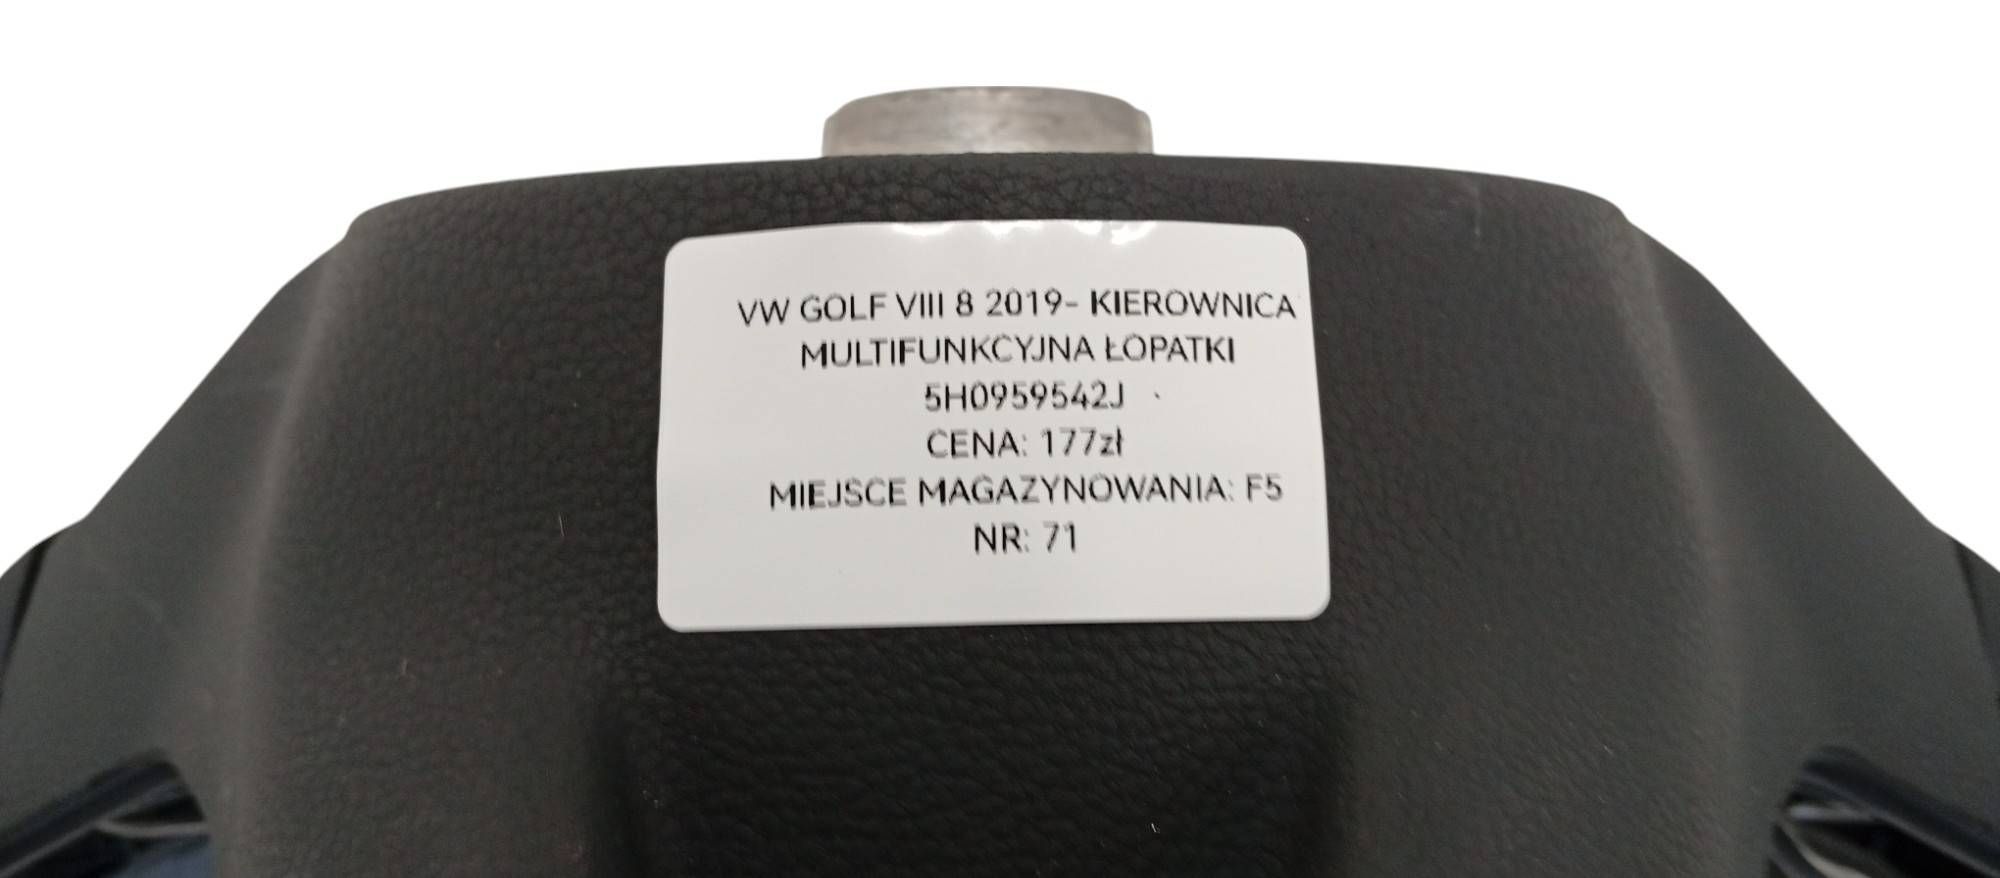 VW GOLF VIII 8 2019- KIEROWNICA
MULTIFUNKCYJNA ŁOPATKI
5H0959542J
CENA: 177zł
MIEJSCE MAGAZYNOWANIA: F5
NR: 71